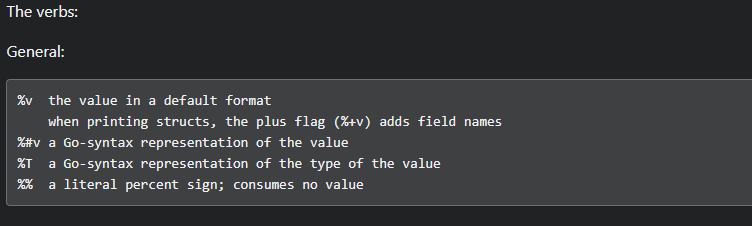 The verbs:
General:
%v  the value in a default format
    when printing structs, the plus flag (%+v) adds field names
%#v a Go-syntax representation of the value
%T  a Go-syntax representation of the type of the value
%%  a literal percent sign; consumes no value